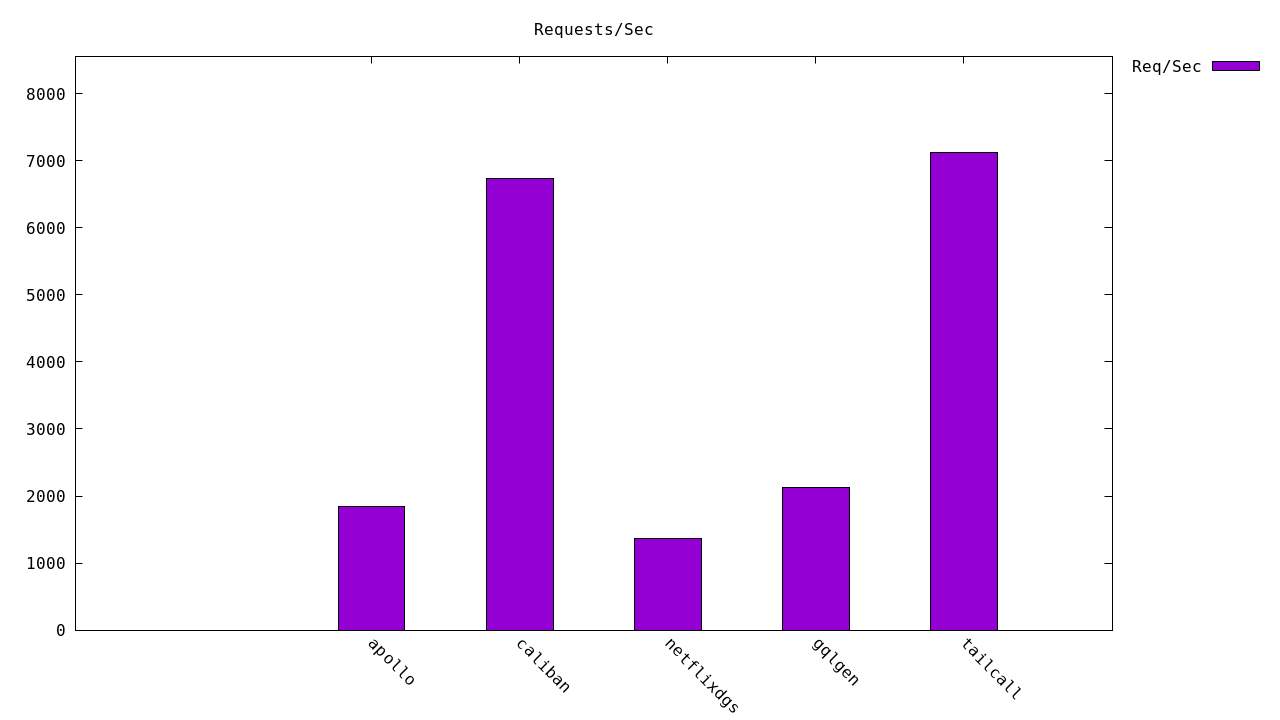 Requests/Sec
Req/Sec
8000
7000
6000
5000
4000
3000
2000
1000
0
apollo
caliban
netflixdgs
gqlgen
tailcall